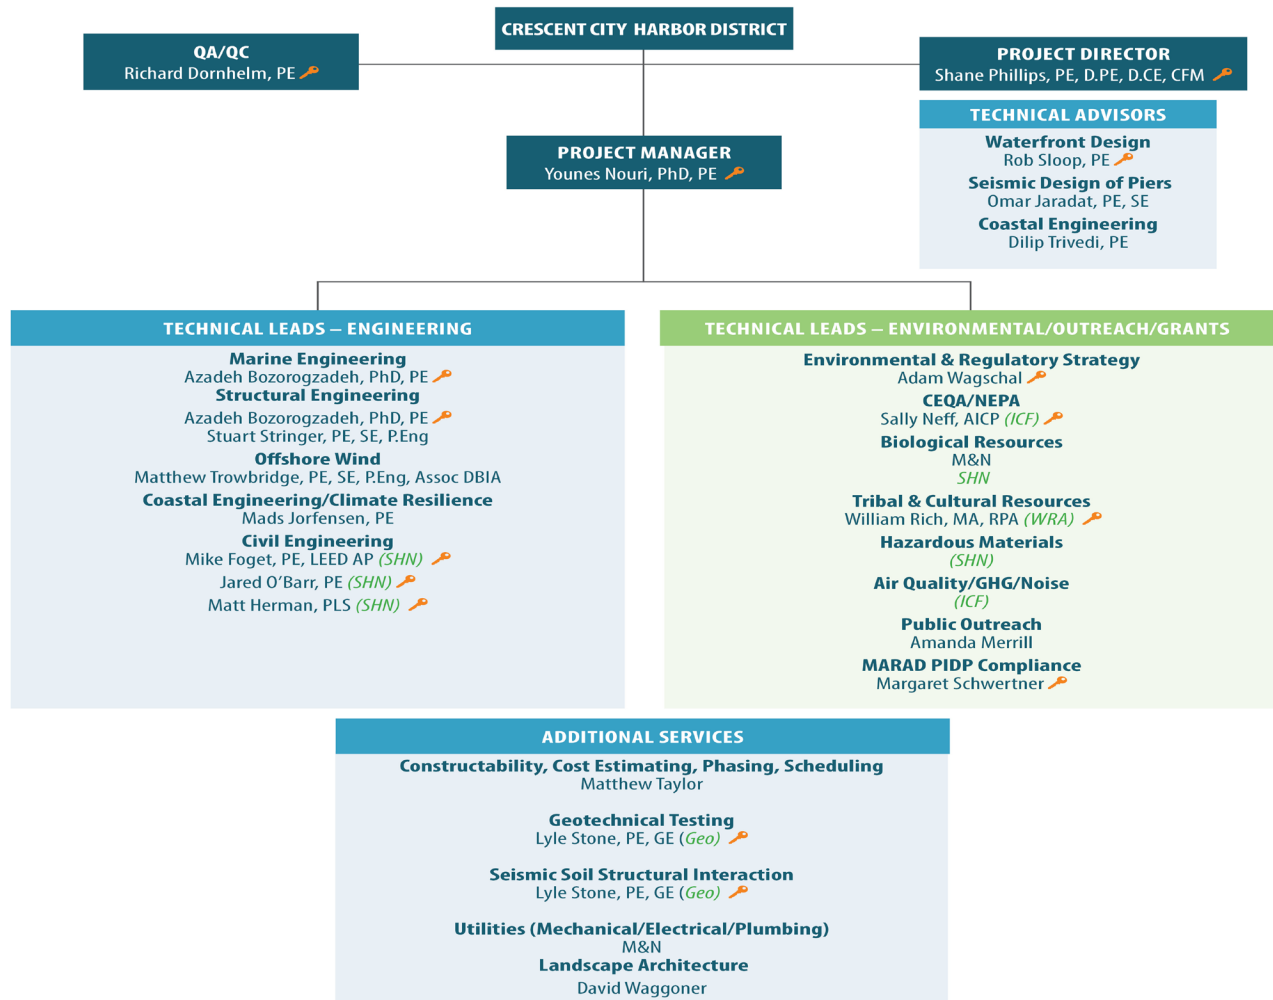 CRESCENT CITY HARBOR DISTRICT
QA/QC
Richard Dornhelm, PE
PROJECT DIRECTOR
Shane Phillips, PE, D.PE, D.CE, CFM
TECHNICAL ADVISORS
Waterfront Design
Rob Sloop, PE
Seismic Design of Piers
Omar Jaradat, PE, SE
Coastal Engineering
Dilip Trivedi, PE
PROJECT MANAGER
Younes Nouri, PhD, PE
TECHNICAL LEADS – ENGINEERING
Marine Engineering
Azadeh Bozorogzadeh, PhD, PE
Structural Engineering
Azadeh Bozorogzadeh, PhD, PE
Stuart Stringer, PE, SE, P.Eng
Offshore Wind
Matthew Trowbridge, PE, SE, P.Eng, Assoc DBIA
Coastal Engineering/Climate Resilience
Mads Jorfensen, PE
Civil Engineering
Mike Foget, PE, LEED AP (SHN)
Jared O’Barr, PE (SHN)
Matt Herman, PLS (SHN)
TECHNICAL LEADS – ENVIRONMENTAL/OUTREACH/GRANTS
Environmental & Regulatory Strategy
Adam Wagschal
CEQA/NEPA
Sally Neff, AICP (ICF)
Biological Resources
M&N
SHN
Tribal & Cultural Resources
William Rich, MA, RPA (WRA)
Hazardous Materials
(SHN)
Air Quality/GHG/Noise
(ICF)
Public Outreach
Amanda Merrill
MARAD PIDP Compliance
Margaret Schwertner
ADDITIONAL SERVICES
Constructability, Cost Estimating, Phasing, Scheduling
Matthew Taylor
Geotechnical Testing
Lyle Stone, PE, GE (Geo)
Seismic Soil Structural Interaction
Lyle Stone, PE, GE (Geo)
Utilities (Mechanical/Electrical/Plumbing)
M&N
Landscape Architecture
David Waggoner